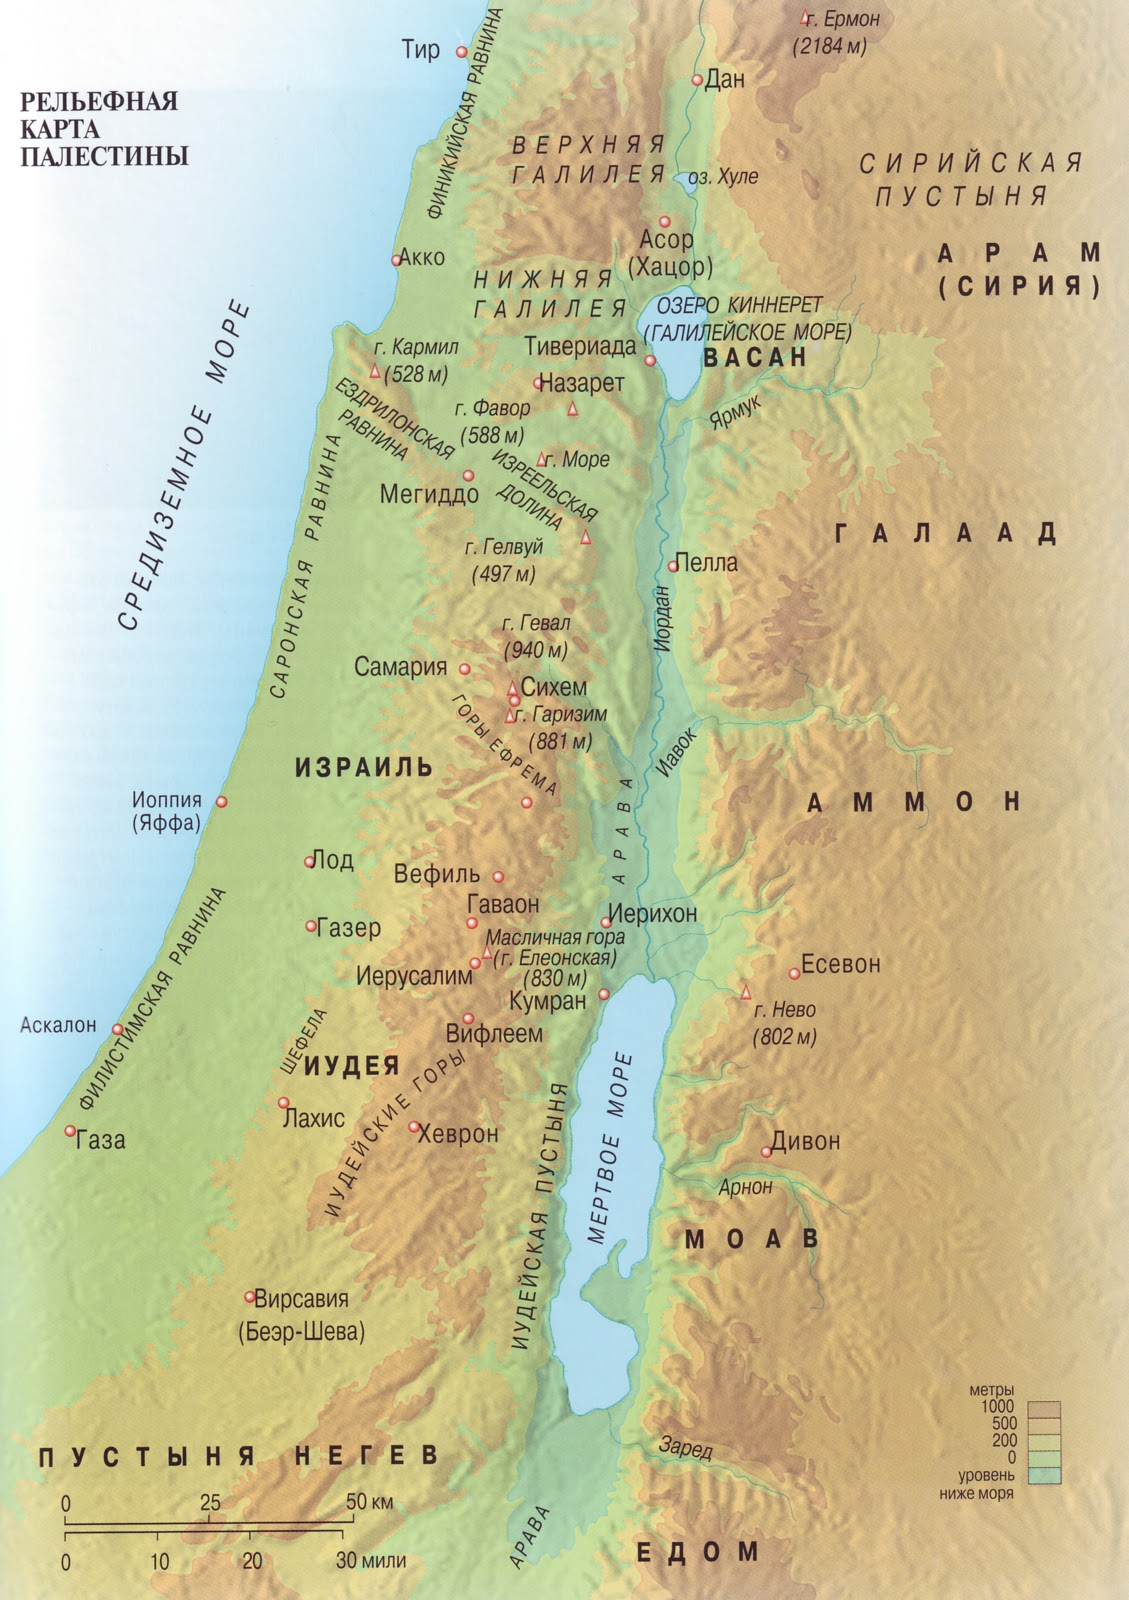 РЕЛЬЕФНАЯ
КАРТА
ПАЛЕСТИНЫ
г. Ермон
(2184 м)
Тир
Дан
ФИНИКИЙСКАЯ РАВНИНА
ВЕРХНЯЯ
ГАЛИЛЕЯ
оз. Хуле
СИРИЙСКАЯ
ПУСТЫНЯ
Асор
(Хацор)
АРАМ
(СИРИЯ)
Акко
НИЖНЯЯ
ГАЛИЛЕЯ
ОЗЕРО КИННЕРЕТ
(ГАЛИЛЕЙСКОЕ МОРЕ)
СРЕДИЗЕМНОЕ МОРЕ
г. Кармил
(528 м)
Тивериада
ВАСАН
Назарет
ЕЗДРИЛОНСКАЯ
РАВНИНА
г. Фавор
(588 м)
Ярмук
г. Море
ИЗРЕЕЛЬСКАЯ
ДОЛИНА
Мегиддо
САРОНСКАЯ РАВНИНА
ГАЛААД
г. Гелвуй
(497 м)
Пелла
Иордан
г. Гевал
(940 м)
Самария
Сихем
г. Гаризим
(881 м)
ГОРЫ ЕФРЕМА
Иавок
ИЗРАИЛЬ
АРАВА
АММОН
Иоппия
(Яффа)
Лод
Вефиль
Гаваон
Иерихон
Газер
Масличная гора
(г. Елеонская)
(830 м)
Иерусалим
Есевон
Кумран
г. Нево
(802 м)
ФИЛИСТИМСКАЯ РАВНИНА
Аскалон
Вифлеем
ШЕФЕЛА
ИУДЕЯ
ИУДЕЙСКИЕ ГОРЫ
Лахис
Хеврон
Газа
ИУДЕЙСКАЯ ПУСТЫНЯ
МЕРТВОЕ МОРЕ
Дивон
Арнон
МОАВ
Вирсавия
(Беэр-Шева)
ПУСТЫНЯ НЕГЕВ
Заред
АРАВА
ЕДОМ
0 25 50 км
0 10 20 30 мили
метры
1000
500
200
0
уровень
ниже моря